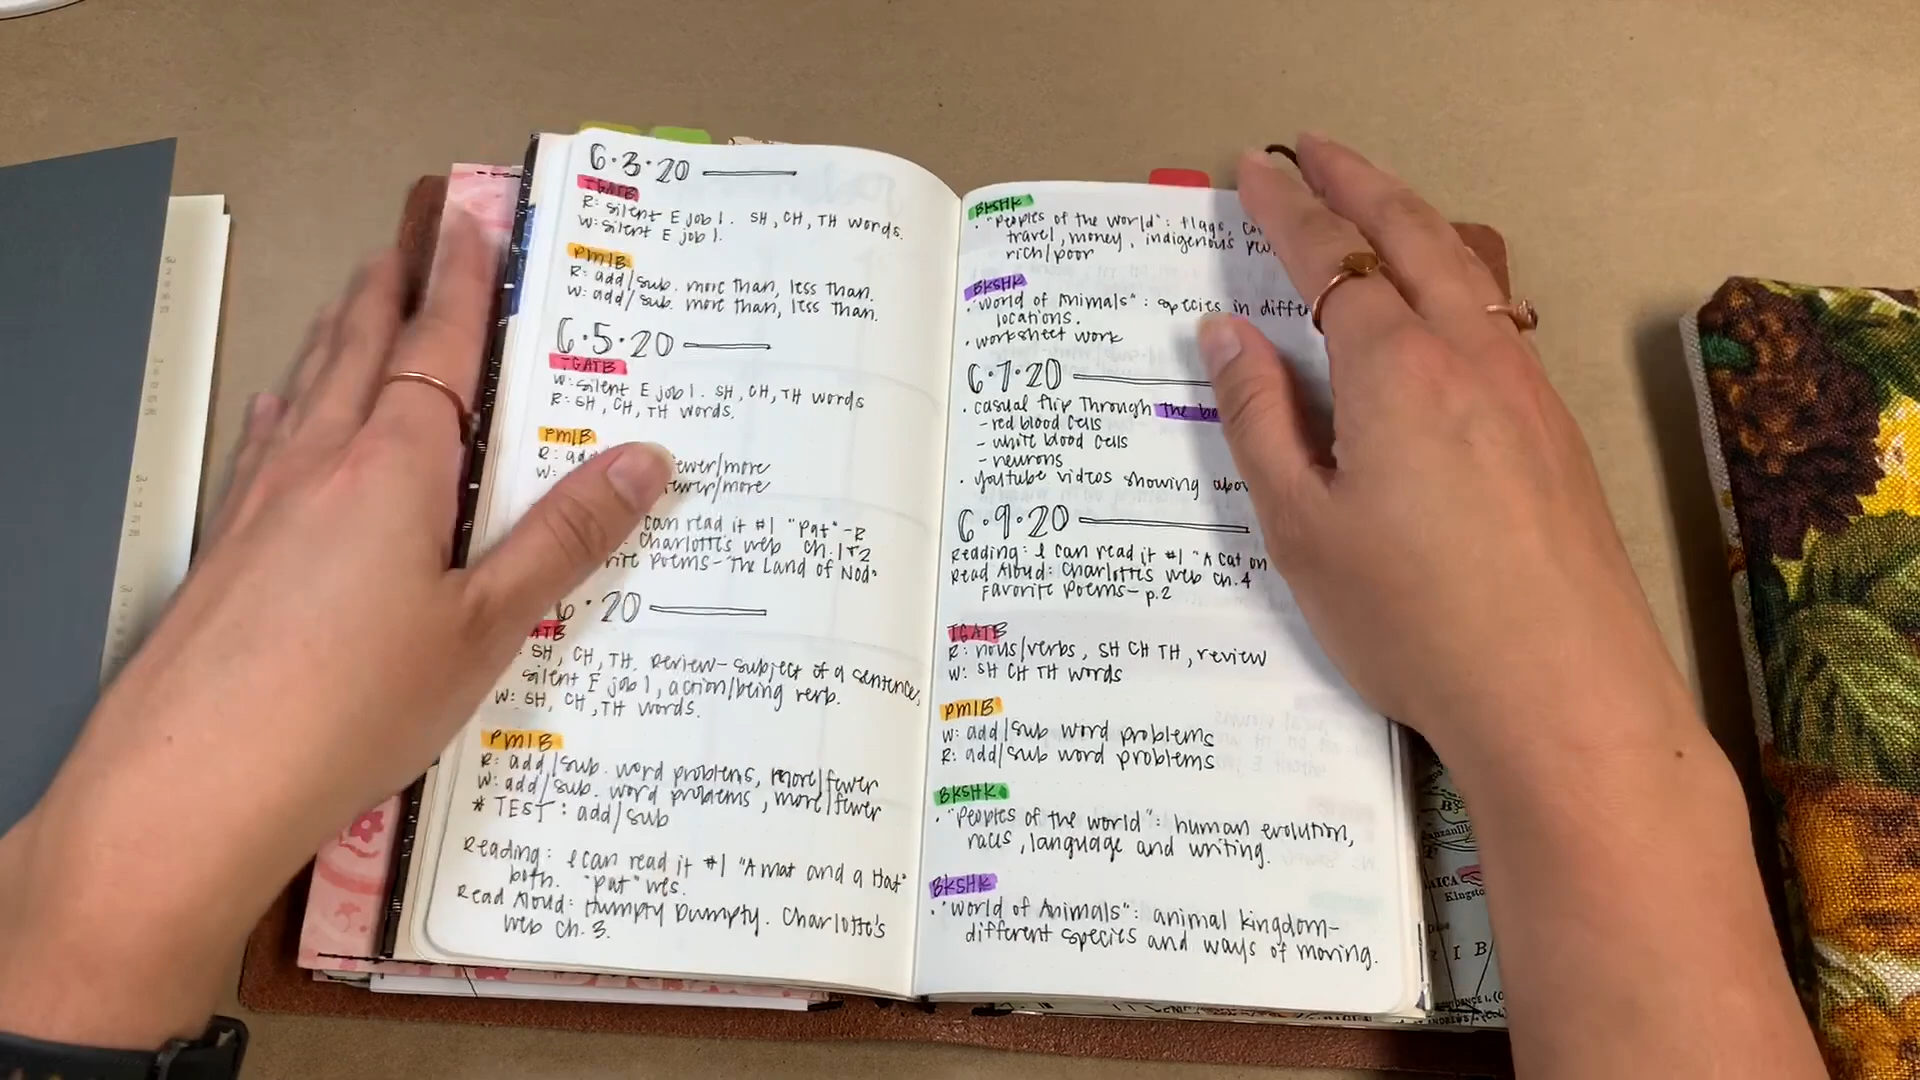 6.3.20
TGATB
R: Silent E job 1. SH, CH, TH words.
W: Silent E job 1.
PM1B
R: add/sub. more than, less than.
W: add/sub. more than, less than.
6.5.20
TGATB
W: Silent E job 1. SH, CH, TH words
R: SH, CH, TH words.
PM1B
R: add
fewer/more
W:
fewer/more
can read it #1 "Pat" -R
Charlotte's web ch. 1+2
Poems - "The Land of Nod"
6.20
SH, CH, TH. Review - subject of a sentence,
silent E job 1, action/being verb.
W: SH, CH, TH words.
PM1B
R: add/sub. word problems, more/fewer
W: add/sub. word problems, more/fewer
* TEST: add/sub
Reading: I can read it #1 "A mat and a Hat"
both. "Pat" wes.
Read Aloud: Humpty Dumpty. Charlotte's
web ch. 3.
BKSHK
• "Peoples of the world": flags,
travel, money, indigenous
rich/poor
BKSHK
• "World of Animals": species in
locations.
• worksheet work
6.7.20
• casual flip through The
- red blood cells
- white blood cells
- neurons
• youtube videos showing
6.9.20
Reading: I can read it #1 "A Cat on
Read Aloud: Charlotte's web ch. 4
Favorite Poems - p.2
TGATB
R: nous/verbs, SH CH TH, review
W: SH CH TH words
PM1B
W: add/sub word problems
R: add/sub word problems
BKSHK
• "Peoples of the world": human evolution,
races, language and writing.
BKSHK
• "World of Animals": animal kingdom-
different species and ways of moving.